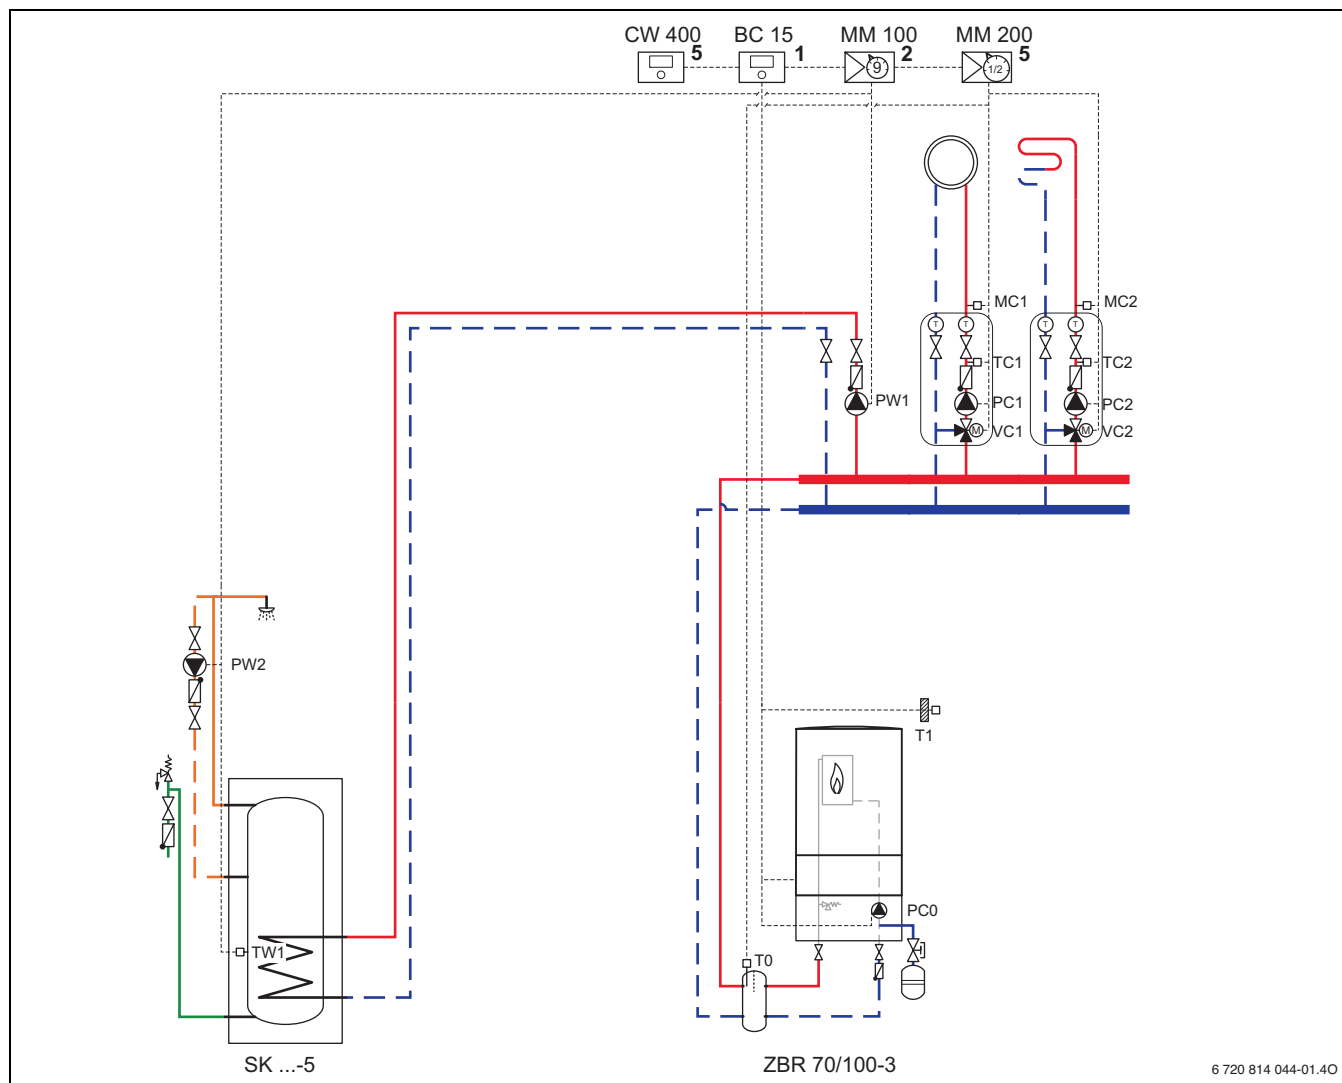 CW 400 BC 15 MM 100 MM 200
5 1 2 5
9 1/2
MC1 MC2
T T T T
TC1 TC2
PW1 PC1 PC2
M VC1 M VC2
PW2
T1
PC0
TW1 T0
SK ...-5 ZBR 70/100-3
6 720 814 044-01.4O